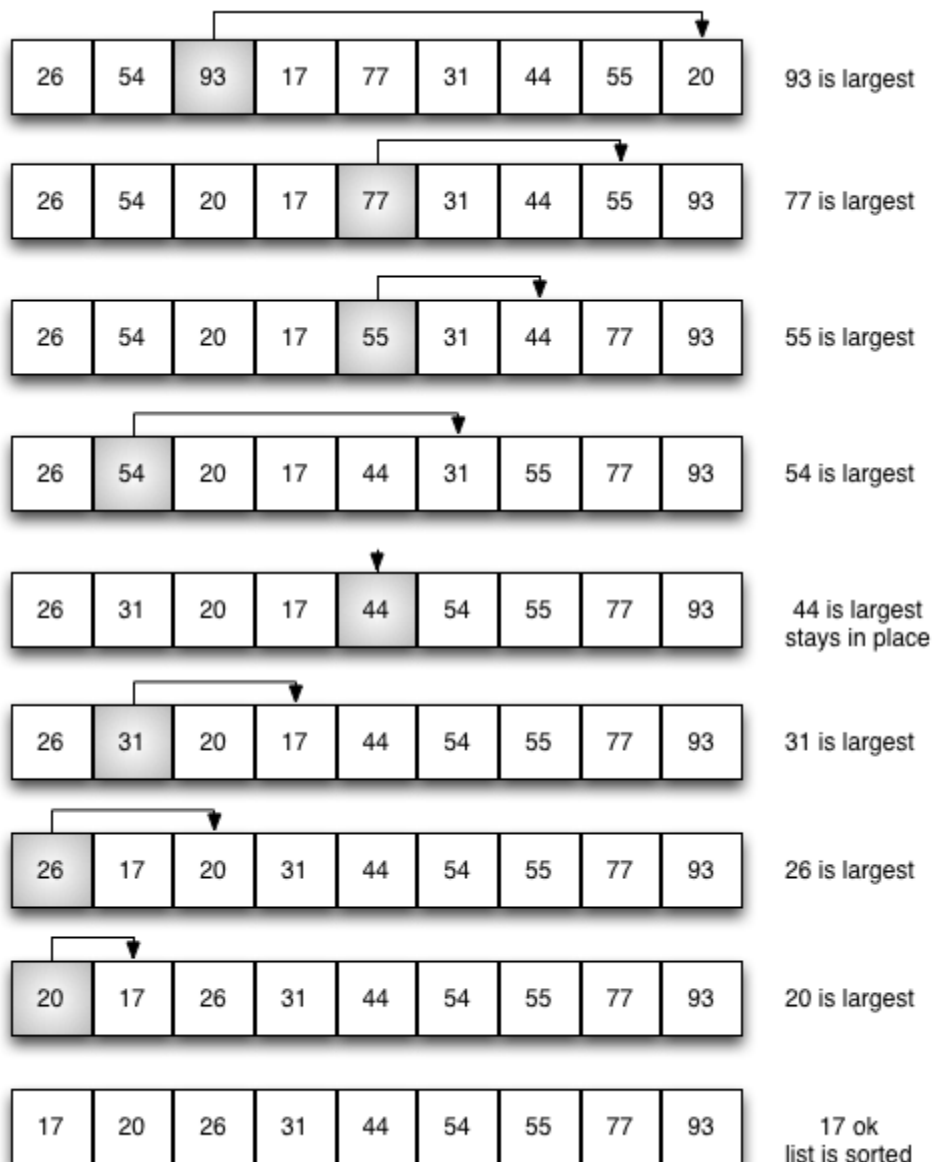 26 54 93 17 77 31 44 55 20 93 is largest
26 54 20 17 77 31 44 55 93 77 is largest
26 54 20 17 55 31 44 77 93 55 is largest
26 54 20 17 44 31 55 77 93 54 is largest
26 31 20 17 44 54 55 77 93 44 is largest
stays in place
26 31 20 17 44 54 55 77 93 31 is largest
26 17 20 31 44 54 55 77 93 26 is largest
20 17 26 31 44 54 55 77 93 20 is largest
17 20 26 31 44 54 55 77 93 17 ok
list is sorted